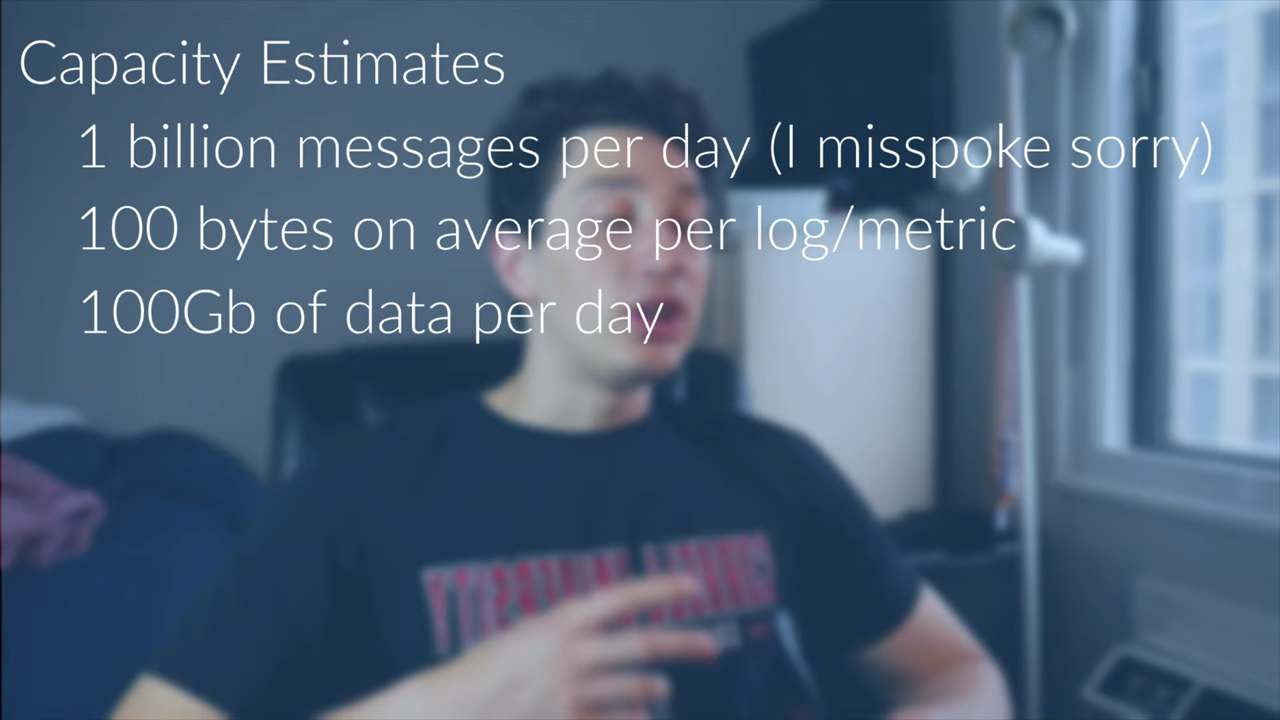 Capacity Estimates
1 billion messages per day (I misspoke sorry)
100 bytes on average per log/metric
100Gb of data per day